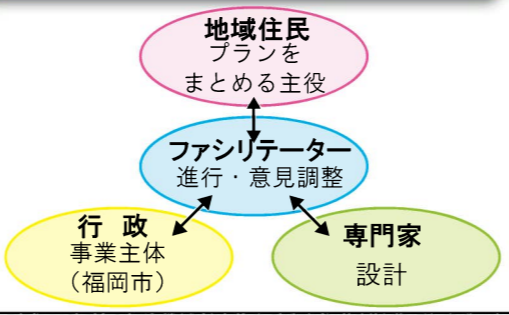 地域住民
プランを
まとめる主役
ファシリテーター
進行・意見調整
行 政
事業主体
（福岡市）
専門家
設計